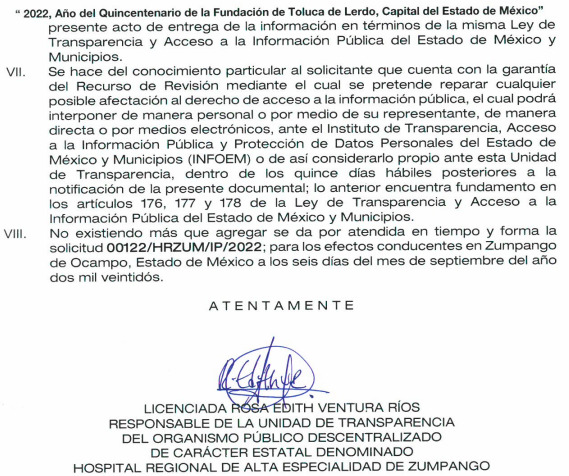 “ 2022, Año del Quincentenario de la Fundación de Toluca de Lerdo, Capital del Estado de México”
presente acto de entrega de la información en términos de la misma Ley de
Transparencia y Acceso a la Información Pública del Estado de México y
Municipios.
VII. Se hace del conocimiento particular al solicitante que cuenta con la garantía
del Recurso de Revisión mediante el cual se pretende reparar cualquier
posible afectación al derecho de acceso a la información pública, el cual podrá
interponer de manera personal o por medio de su representante, de manera
directa o por medios electrónicos, ante el Instituto de Transparencia, Acceso
a la Información Pública y Protección de Datos Personales del Estado de
México y Municipios (INFOEM) o de así considerarlo propio ante esta Unidad
de Transparencia, dentro de los quince días hábiles posteriores a la
notificación de la presente documental; lo anterior encuentra fundamento en
los artículos 176, 177 y 178 de la Ley de Transparencia y Acceso a la
Información Pública del Estado de México y Municipios.
VIII. No existiendo más que agregar se da por atendida en tiempo y forma la
solicitud 00122/HRZUM/IP/2022; para los efectos conducentes en Zumpango
de Ocampo, Estado de México a los seis días del mes de septiembre del año
dos mil veintidós.
A T E N T A M E N T E
LICENCIADA ROSA EDITH VENTURA RÍOS
RESPONSABLE DE LA UNIDAD DE TRANSPARENCIA
DEL ORGANISMO PÚBLICO DESCENTRALIZADO
DE CARÁCTER ESTATAL DENOMINADO
HOSPITAL REGIONAL DE ALTA ESPECIALIDAD DE ZUMPANGO